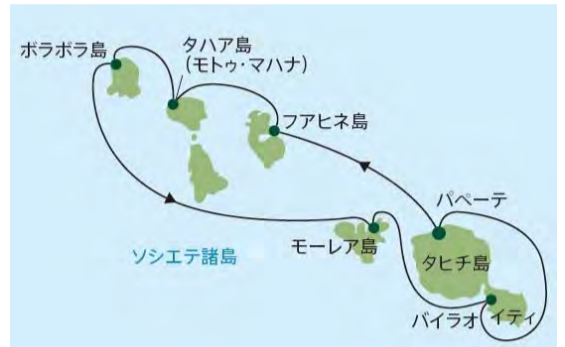 ボラボラ島
タハア島
(モトゥ・マハナ)
フアヒネ島
パペーテ
モーレア島
タヒチ島
ソシエテ諸島
バイラオ
イティ